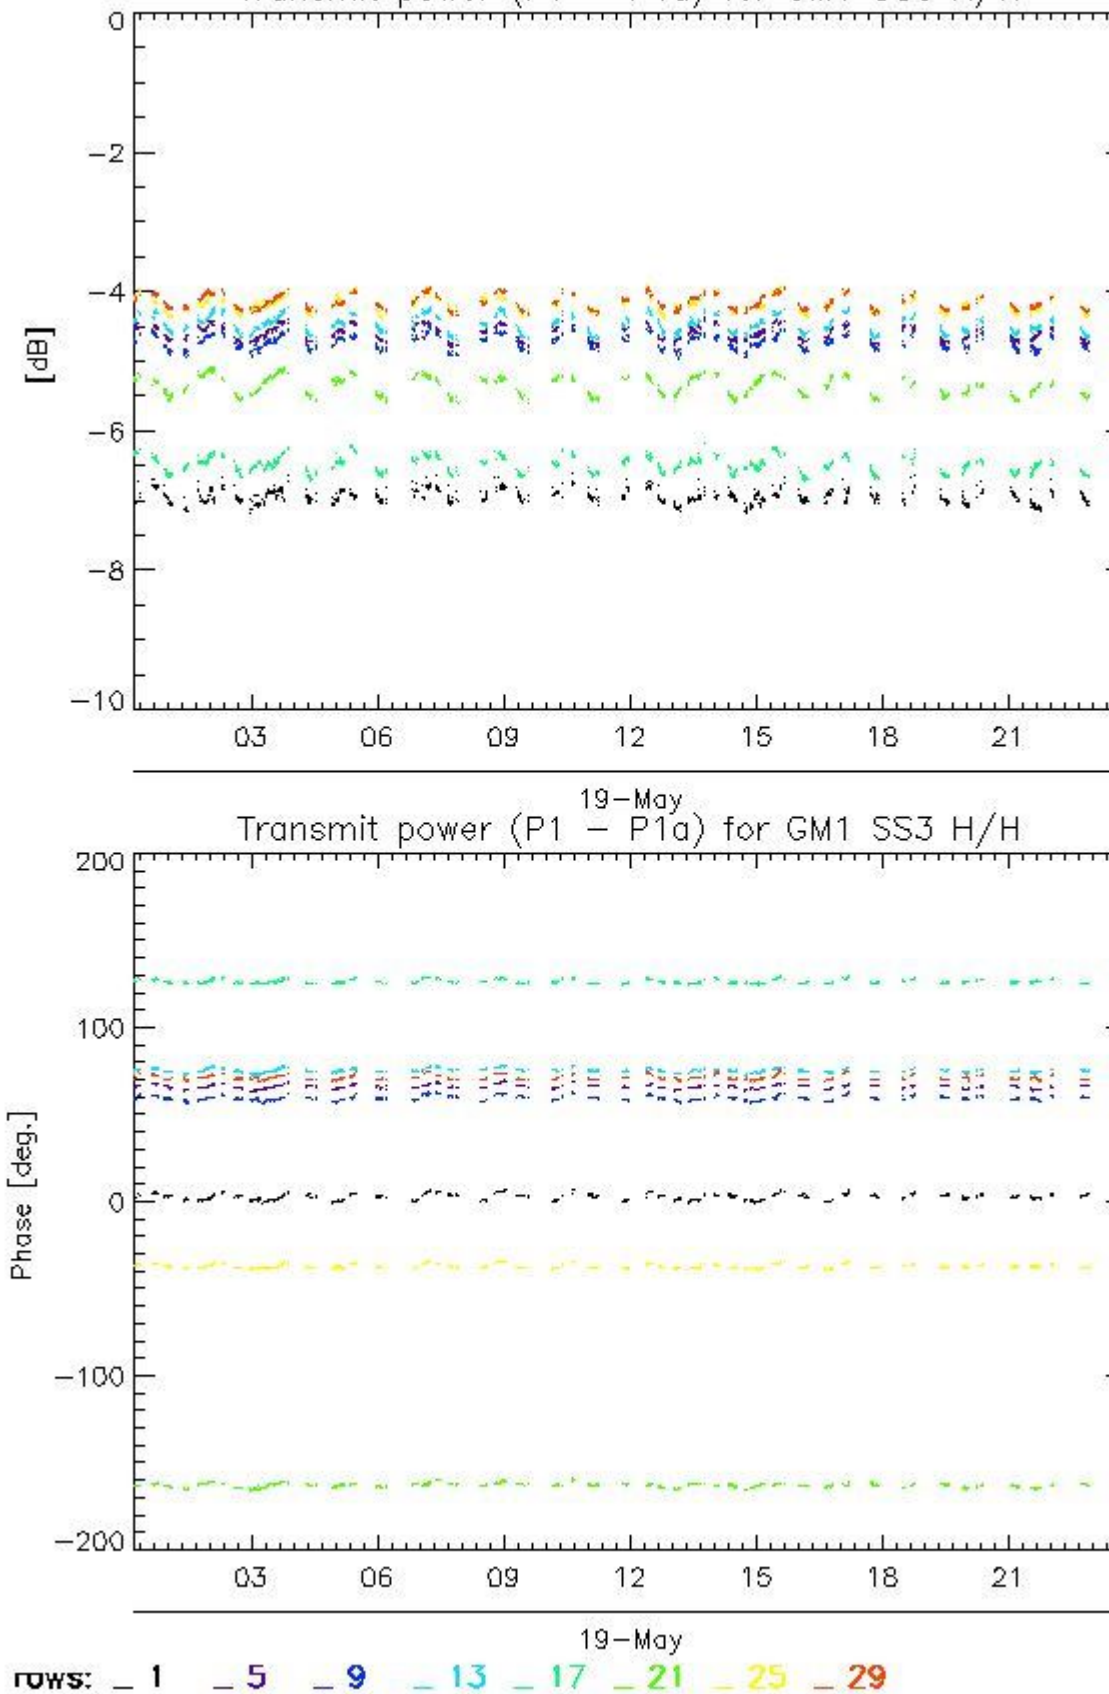 0
-2
-4
[dB]
-6
-8
-10
03 06 09 12 15 18 21
19-May
Transmit power (P1 - P1a) for GM1 SS3 H/H
200
100
Phase [deg.]
0
-100
-200
03 06 09 12 15 18 21
19-May
rows: _ 1 _ 5 _ 9 _ 13 _ 17 _ 21 _ 25 _ 29